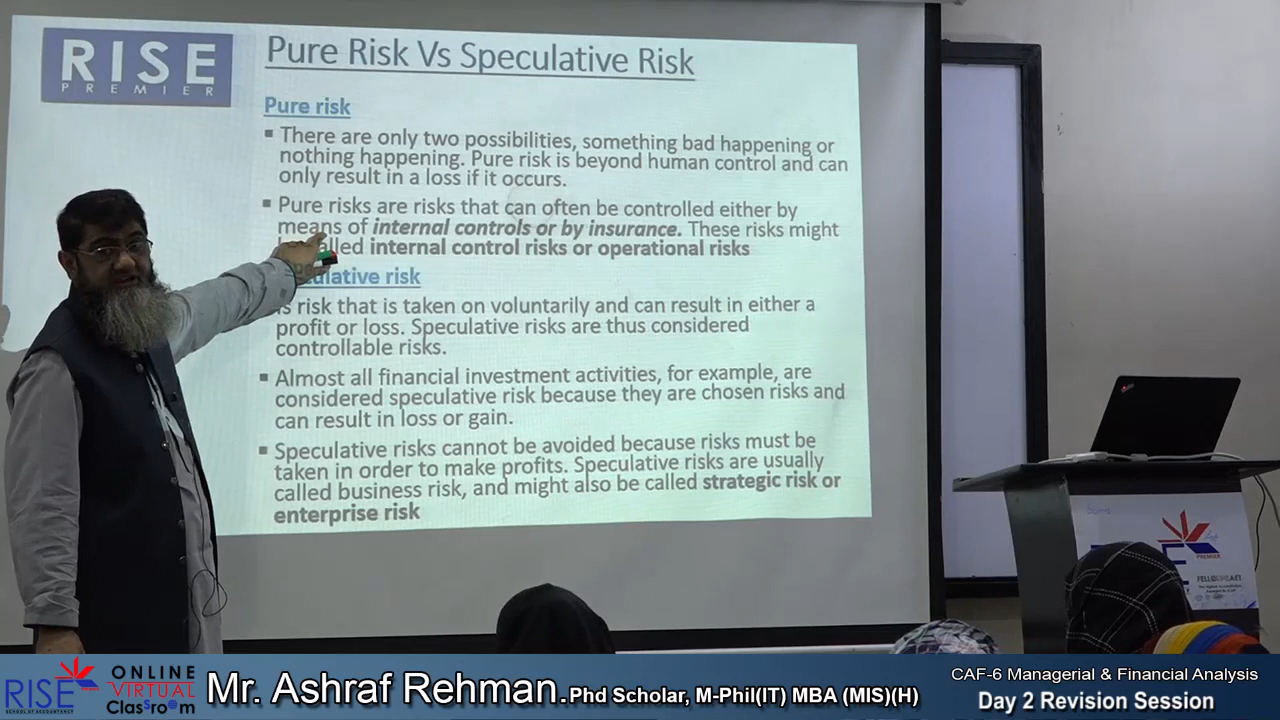 RISE
PREMIER
Pure Risk Vs Speculative Risk
Pure risk
▪ There are only two possibilities, something bad happening or
nothing happening. Pure risk is beyond human control and can
only result in a loss if it occurs.
▪ Pure risks are risks that can often be controlled either by
means of internal controls or by insurance. These risks might
called internal control risks or operational risks
risk
is risk that is taken on voluntarily and can result in either a
profit or loss. Speculative risks are thus considered
controllable risks.
▪ Almost all financial investment activities, for example, are
considered speculative risk because they are chosen risks and
can result in loss or gain.
▪ Speculative risks cannot be avoided because risks must be
taken in order to make profits. Speculative risks are usually
called business risk, and might also be called strategic risk or
enterprise risk
PREMIER
RISE
SCHOOL OF ACCOUNTANCY
ONLINE
VIRTUAL
ClaSsro@m
Mr. Ashraf Rehman.Phd Scholar, M-Phil(IT) MBA (MIS)(H)
CAF-6 Managerial & Financial Analysis
Day 2 Revision Session